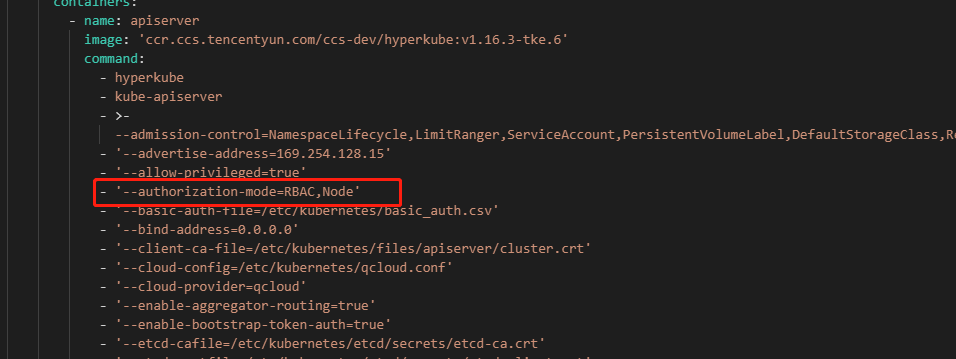 containers:
- name: apiserver
image: 'ccr.ccs.tencentyun.com/ccs-dev/hyperkube:v1.16.3-tke.6'
command:
- hyperkube
- kube-apiserver
- >-
--admission-control=NamespaceLifecycle,LimitRanger,ServiceAccount,PersistentVolumeLabel,DefaultStorageClass,Re
- '--advertise-address=169.254.128.15'
- '--allow-privileged=true'
- '--authorization-mode=RBAC,Node'
- '--basic-auth-file=/etc/kubernetes/basic_auth.csv'
- '--bind-address=0.0.0.0'
- '--client-ca-file=/etc/kubernetes/files/apiserver/cluster.crt'
- '--cloud-config=/etc/kubernetes/qcloud.conf'
- '--cloud-provider=qcloud'
- '--enable-aggregator-routing=true'
- '--enable-bootstrap-token-auth=true'
- '--etcd-cafile=/etc/kubernetes/etcd/secrets/etcd-ca.crt'